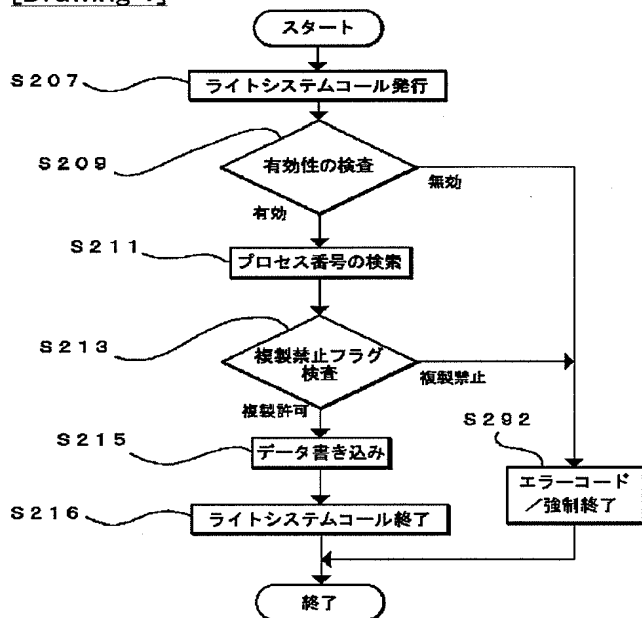 スタート
S207
ライトシステムコール発行
S209
有効性の検査
無効
有効
S211
プロセス番号の検索
S213
複製禁止フラグ
検査
複製禁止
複製許可
S292
S215
データ書き込み
エラーコード
/強制終了
S216
ライトシステムコール終了
終了